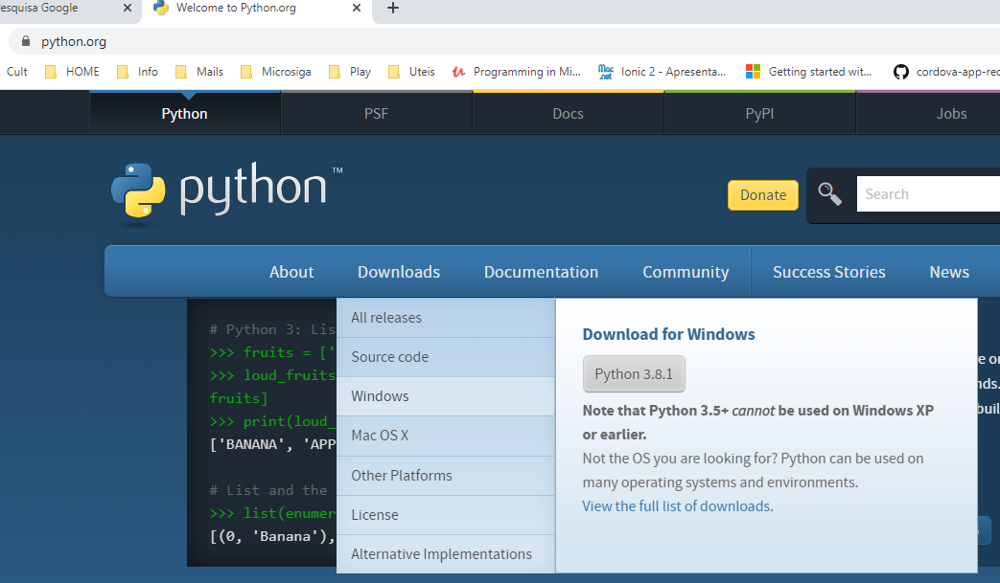 esquisa Google
Welcome to Python.org
python.org
Cult HOME Info Mails Microsiga Play Uteis Programming in Mi... Ionic 2 - Apresenta... Getting started wit... cordova-app-rec
Python PSF Docs PyPI Jobs
python™
Donate Search
About Downloads Documentation Community Success Stories News
# Python 3: Lis
>>> fruits = ['
>>> loud_fruits
fruits]
>>> print(loud_
['BANANA', 'APP
# List and the
>>> list(enumer
[(0, 'Banana'),
All releases
Source code
Windows
Mac OS X
Other Platforms
License
Alternative Implementations
Download for Windows
Python 3.8.1
Note that Python 3.5+ cannot be used on Windows XP
or earlier.
Not the OS you are looking for? Python can be used on
many operating systems and environments.
View the full list of downloads.
e or
nds.
buil